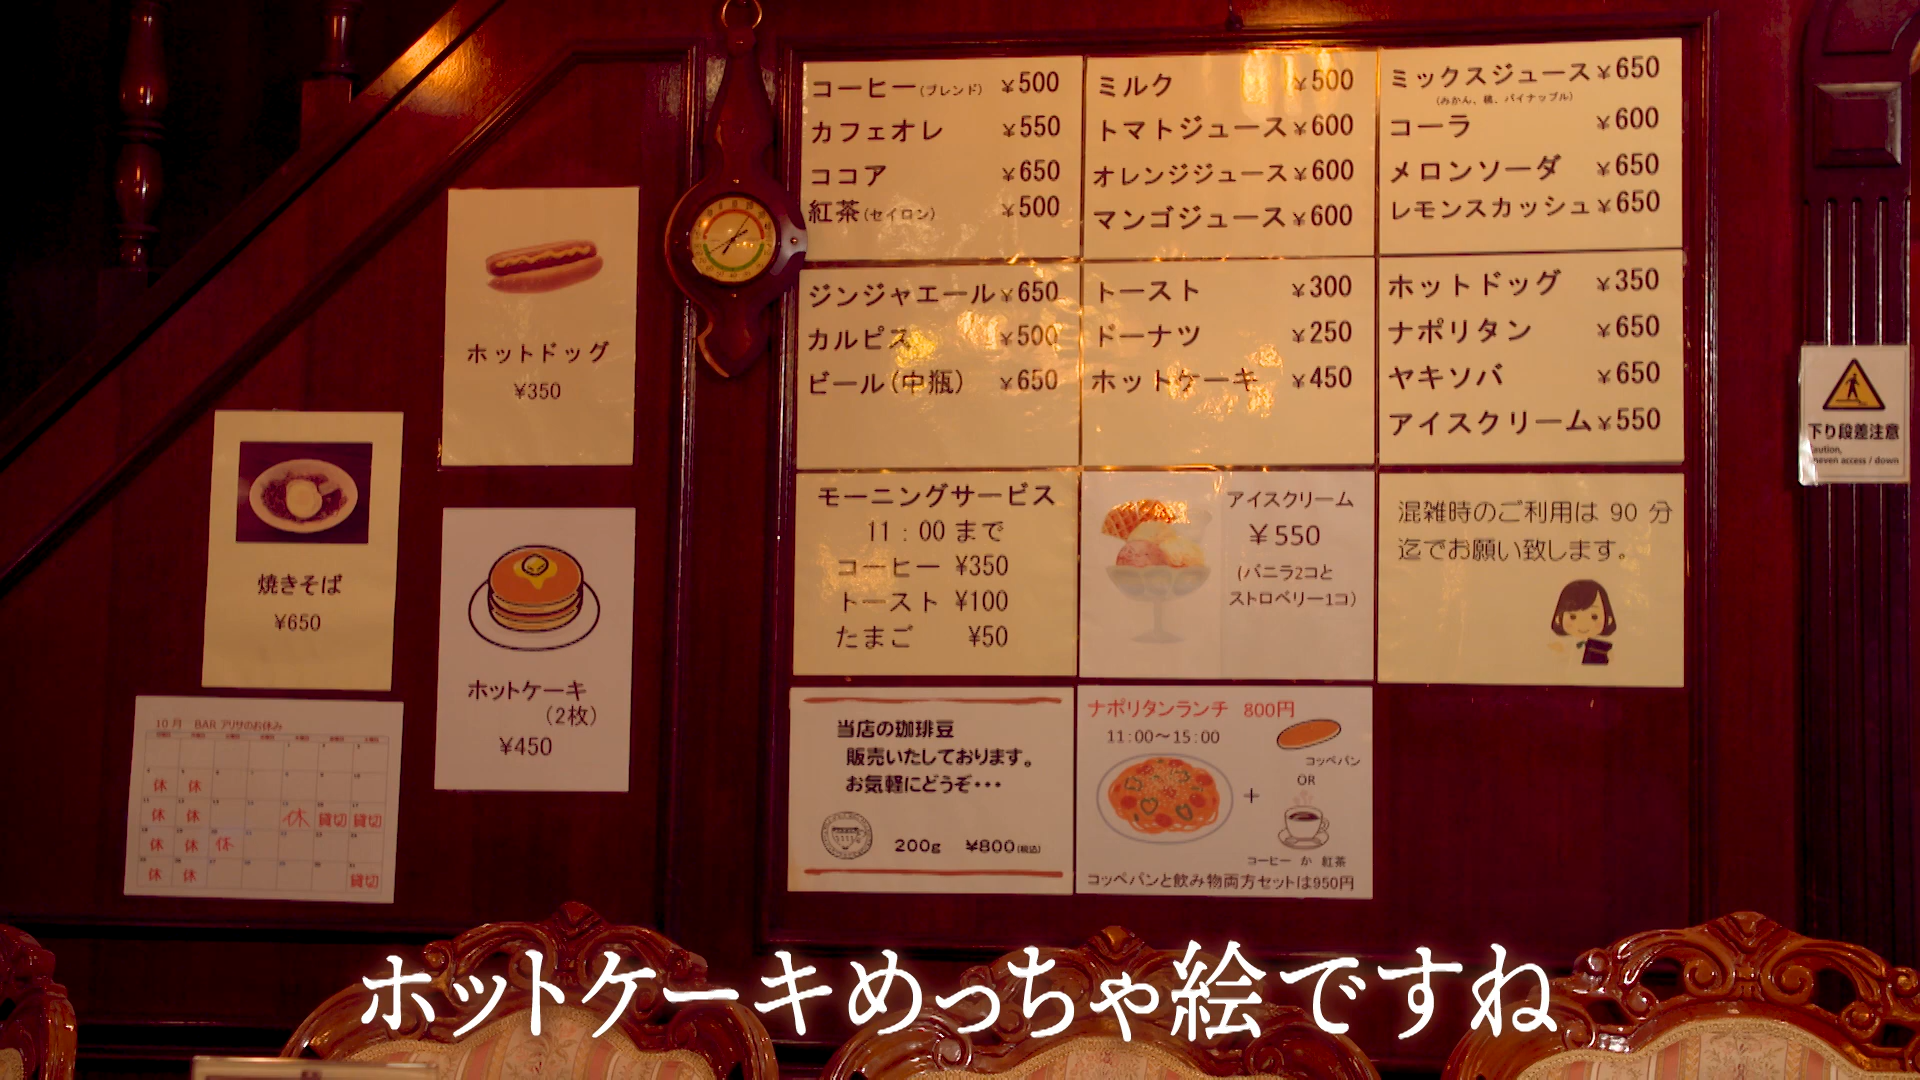 コーヒー(ブレンド) ¥500
カフェオレ ¥550
ココア ¥650
紅茶(セイロン) ¥500
ミルク ¥500
トマトジュース ¥600
オレンジジュース ¥600
マンゴジュース ¥600
ミックスジュース ¥650
(みかん、桃、パイナップル)
コーラ ¥600
メロンソーダ ¥650
レモンスカッシュ ¥650
ジンジャエール ¥650
カルピス ¥500
ビール(中瓶) ¥650
トースト ¥300
ドーナツ ¥250
ホットケーキ ¥450
ホットドッグ ¥350
ナポリタン ¥650
ヤキソバ ¥650
アイスクリーム ¥550
モーニングサービス
11:00 まで
コーヒー ¥350
トースト ¥100
たまご ¥50
アイスクリーム
¥550
(バニラ2コと
ストロベリー1コ)
混雑時のご利用は 90 分
迄でお願い致します。
当店の珈琲豆
販売いたしております。
お気軽にどうぞ・・・
200g ¥800(税込)
ナポリタンランチ 800円
11:00～15:00
コッペパン
OR
+
コーヒー か 紅茶
コッペパンと飲み物両方セットは950円
ホットドッグ
¥350
焼きそば
¥650
ホットケーキ
(2枚)
¥450
10月 BAR アリサのお休み
休 休
休 休 休 貸切 貸切
休 休 休
休 休 貸切
下り段差注意
Caution,
uneven access / down
ホットケーキめっちゃ絵ですね